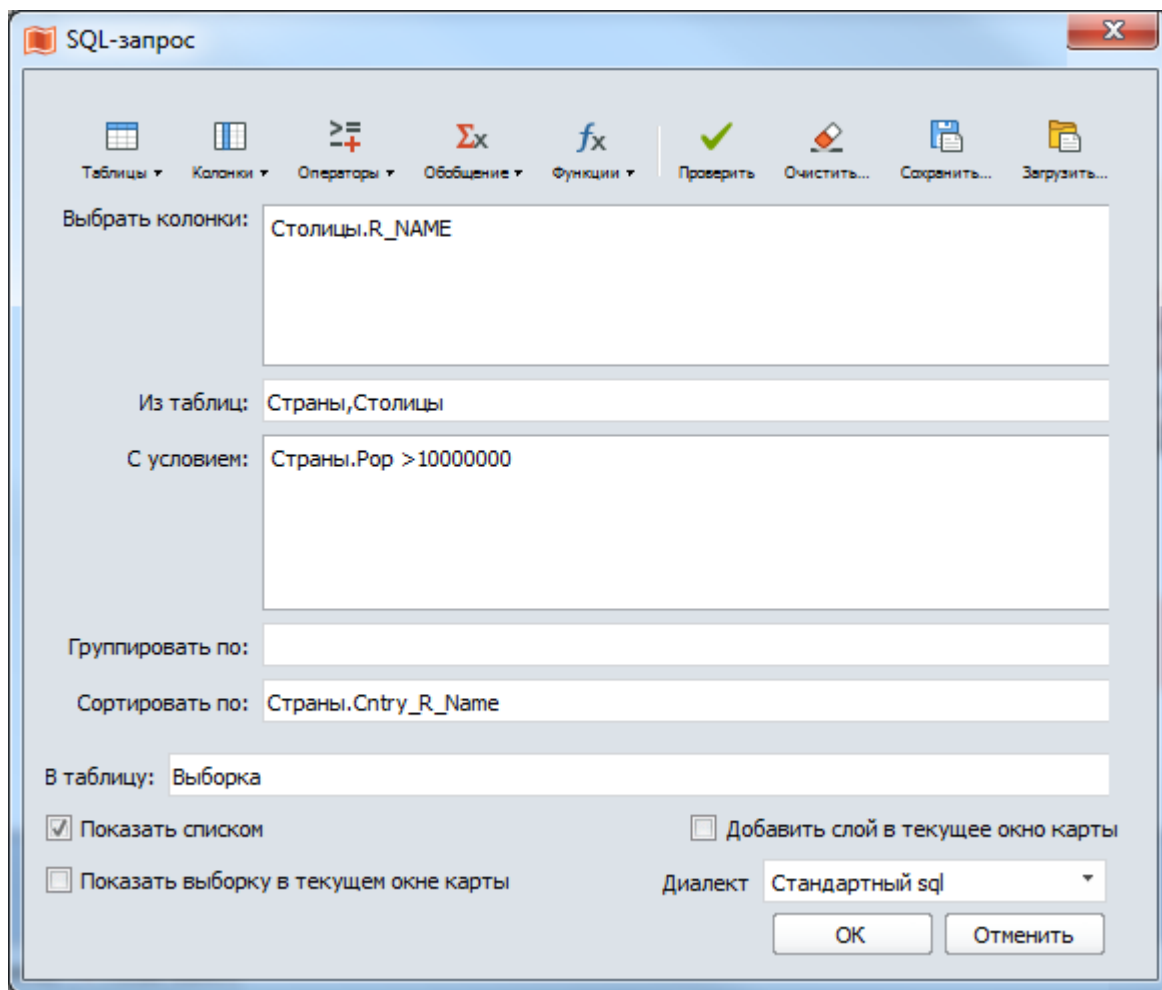 SQL-запрос
Таблицы Колонки Операторы Обобщение Функции Проверить Очистить... Сохранить... Загрузить...
Выбрать колонки: Столицы.R_NAME
Из таблиц: Страны,Столицы
С условием: Страны.Pop >10000000
Группировать по:
Сортировать по: Страны.Cntry_R_Name
В таблицу: Выборка
Показать списком Добавить слой в текущее окно карты
Показать выборку в текущем окне карты Диалект Стандартный sql
ОК Отменить